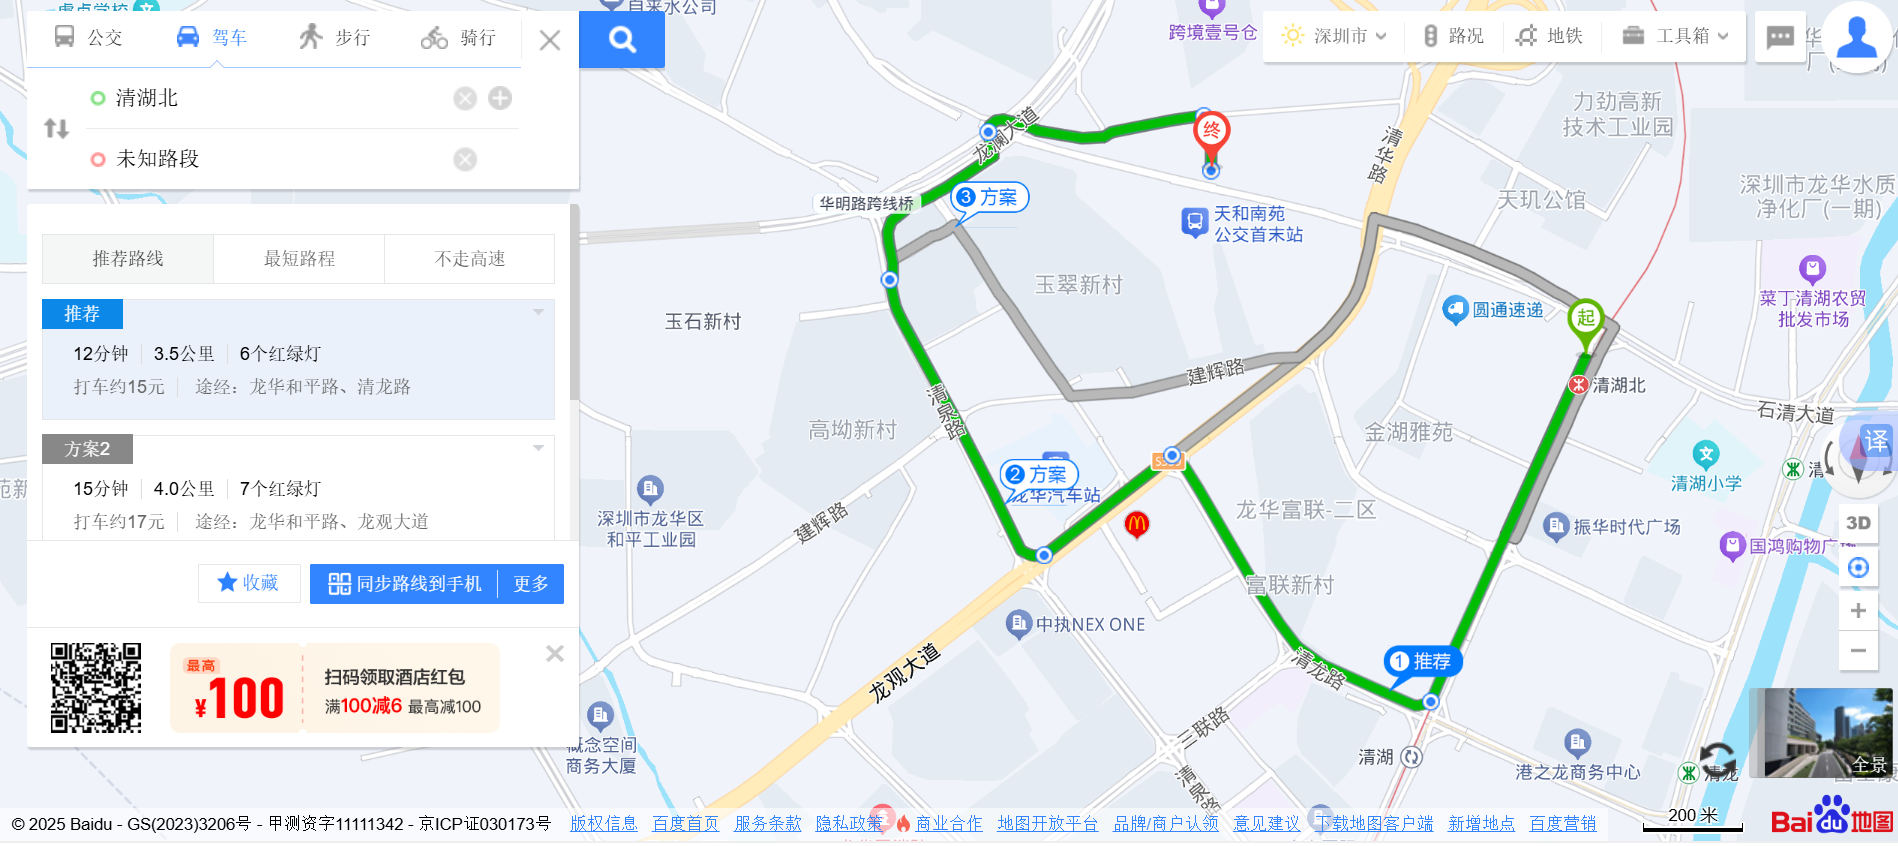 自来水公司
公交
驾车
步行
骑行
清湖北
未知路段
推荐路线
最短路程
不走高速
推荐
12分钟 3.5公里 6个红绿灯
打车约15元 途经：龙华和平路、清龙路
方案2
15分钟 4.0公里 7个红绿灯
打车约17元 途经：龙华和平路、龙观大道
收藏
同步路线到手机
更多
最高
¥100
扫码领取酒店红包
满100减6 最高减100
跨境壹号仓
深圳市
路况
地铁
工具箱
力劲高新
技术工业园
龙澜大道
终
清华路
华明路跨线桥
3 方案
天和南苑
公交首末站
天玑公馆
深圳市龙华水质
净化厂(一期)
玉翠新村
菜丁清湖农贸
批发市场
玉石新村
圆通速递
起
建辉路
清湖北
石清大道
清泉路
高坳新村
金湖雅苑
译
2 方案
龙华汽车站
清湖小学
深圳市龙华区
和平工业园
建辉路
龙华富联-二区
振华时代广场
3D
国鸿购物广场
富联新村
中执NEX ONE
龙观大道
清龙路
1 推荐
三联路
清湖
概念空间
商务大厦
清泉路
港之龙商务中心
清龙
全景
200 米
Bai du 地图
© 2025 Baidu - GS(2023)3206号 - 甲测资字11111342 - 京ICP证030173号
版权信息
百度首页
服务条款
隐私政策
商业合作
地图开放平台
品牌/商户认领
意见建议
下载地图客户端
新增地点
百度营销